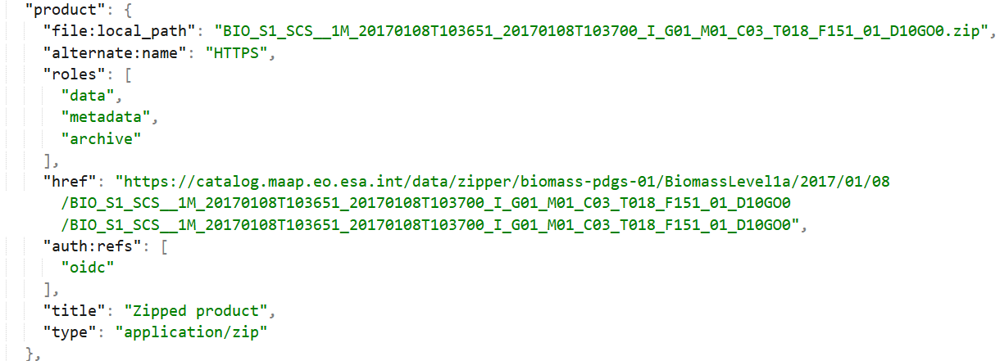 "product": {
"file:local_path": "BIO_S1_SCS__1M_20170108T103651_20170108T103700_I_G01_M01_C03_T018_F151_01_D10GO0.zip",
"alternate:name": "HTTPS",
"roles": [
"data",
"metadata",
"archive"
],
"href": "https://catalog.maap.eo.esa.int/data/zipper/biomass-pdgs-01/BiomassLevel1a/2017/01/08
/BIO_S1_SCS__1M_20170108T103651_20170108T103700_I_G01_M01_C03_T018_F151_01_D10GO0
/BIO_S1_SCS__1M_20170108T103651_20170108T103700_I_G01_M01_C03_T018_F151_01_D10GO0",
"auth:refs": [
"oidc"
],
"title": "Zipped product",
"type": "application/zip"
},